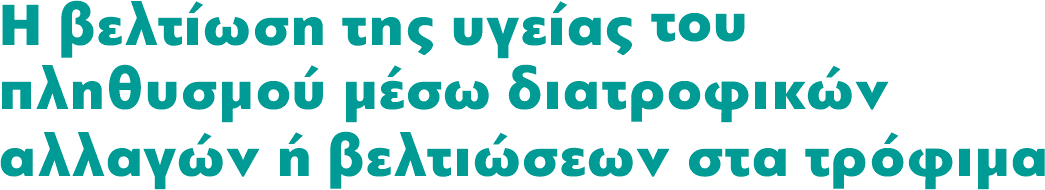 Η βελτίωση της υγείας του
πληθυσμού μέσω διατροφικών
αλλαγών ή βελτιώσεων στα τρόφιμα